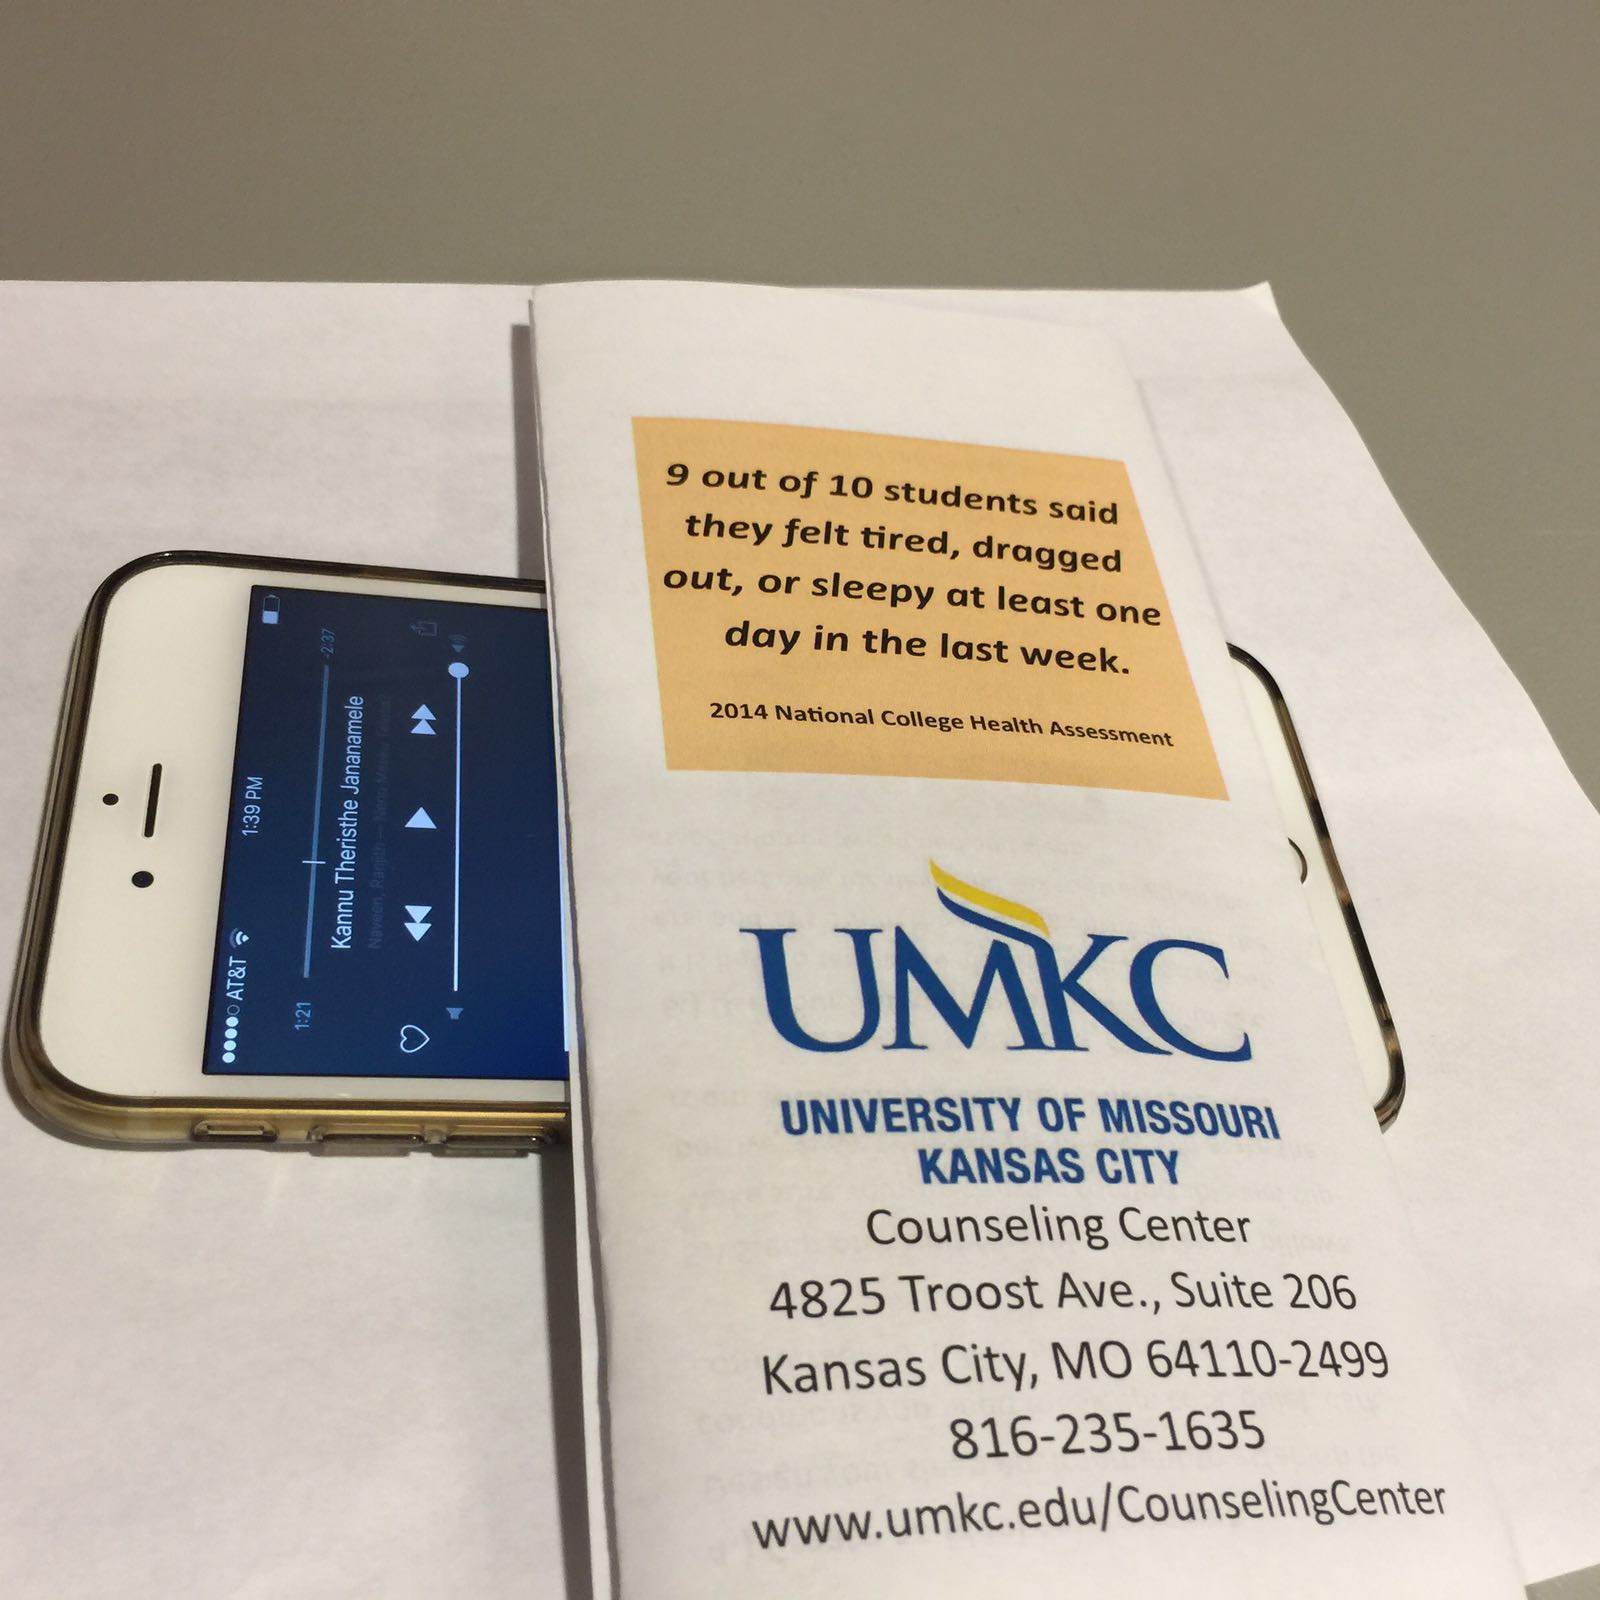 AT&T 1:39 PM
1:21 -2:37
Kannu Theristhe Jananamele
Naveen, Ranjith —
9 out of 10 students said
they felt tired, dragged
out, or sleepy at least one
day in the last week.
2014 National College Health Assessment
UMKC
UNIVERSITY OF MISSOURI
KANSAS CITY
Counseling Center
4825 Troost Ave., Suite 206
Kansas City, MO 64110-2499
816-235-1635
www.umkc.edu/CounselingCenter